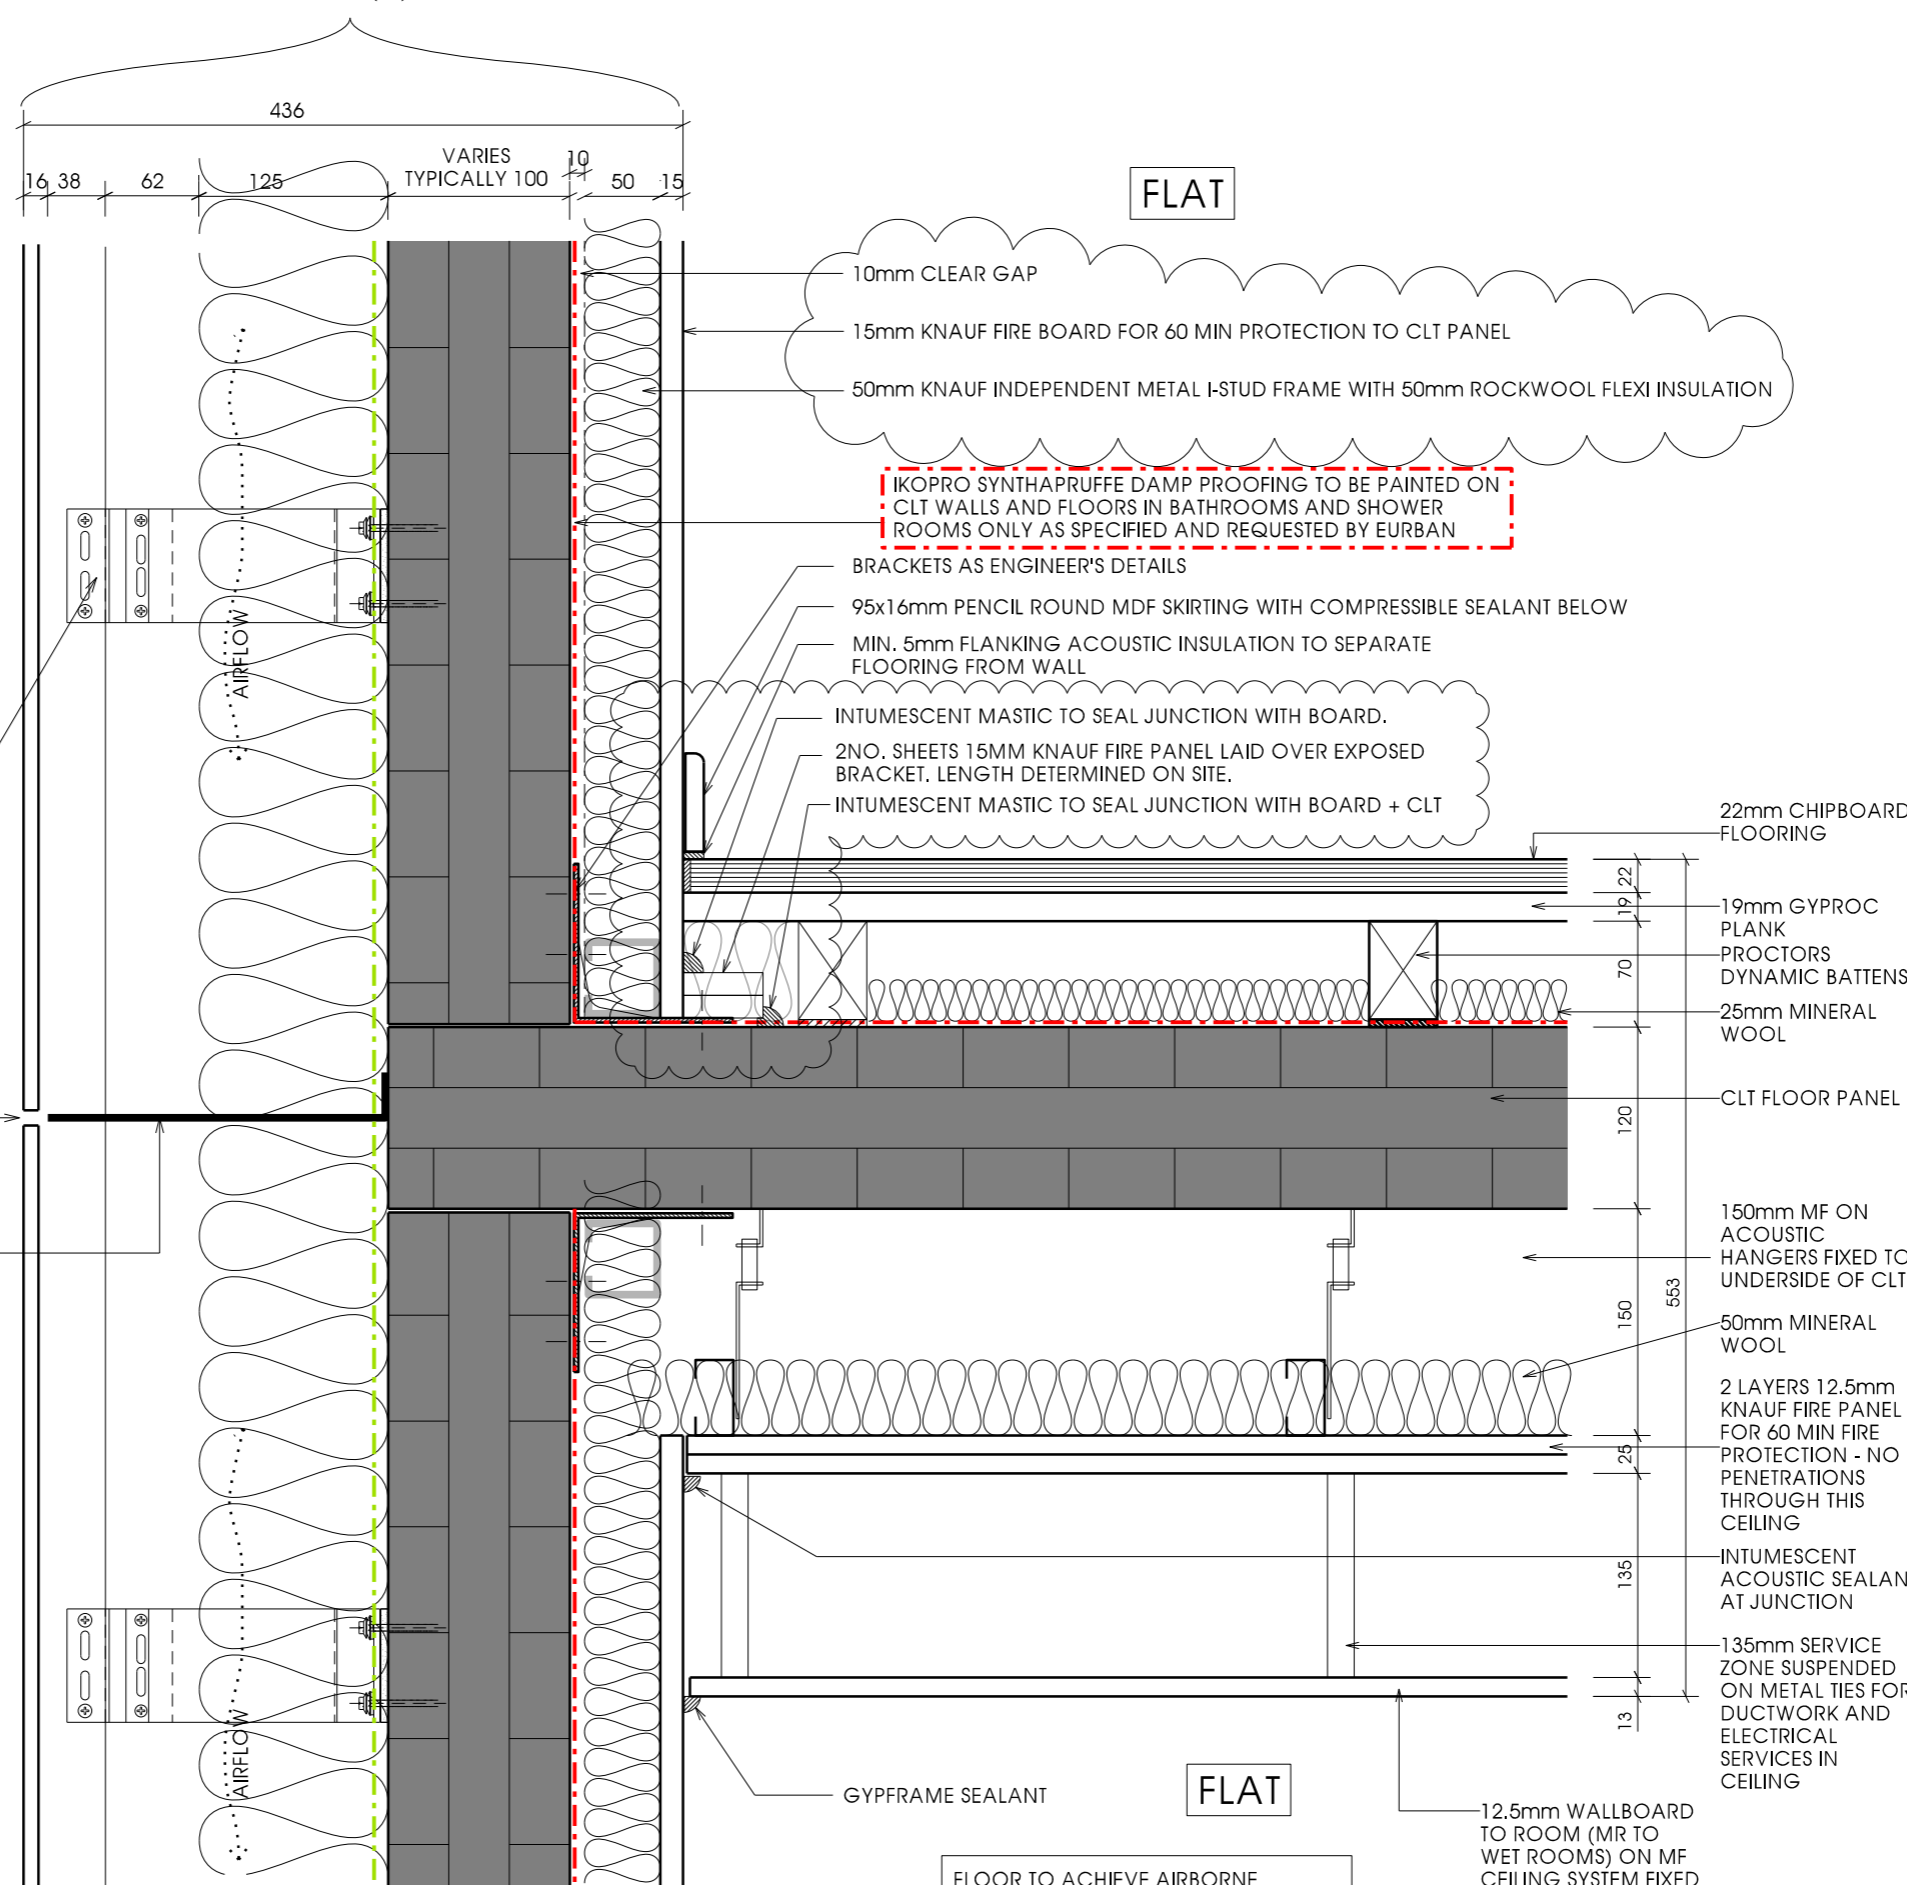 436
16
38
62
125
VARIES
TYPICALLY 100
10
50
15
FLAT
10mm CLEAR GAP
15mm KNAUF FIRE BOARD FOR 60 MIN PROTECTION TO CLT PANEL
50mm KNAUF INDEPENDENT METAL I-STUD FRAME WITH 50mm ROCKWOOL FLEXI INSULATION
IKOPRO SYNTHAPRUFFE DAMP PROOFING TO BE PAINTED ON
CLT WALLS AND FLOORS IN BATHROOMS AND SHOWER
ROOMS ONLY AS SPECIFIED AND REQUESTED BY EURBAN
BRACKETS AS ENGINEER'S DETAILS
95x16mm PENCIL ROUND MDF SKIRTING WITH COMPRESSIBLE SEALANT BELOW
MIN. 5mm FLANKING ACOUSTIC INSULATION TO SEPARATE
FLOORING FROM WALL
INTUMESCENT MASTIC TO SEAL JUNCTION WITH BOARD.
2NO. SHEETS 15MM KNAUF FIRE PANEL LAID OVER EXPOSED
BRACKET. LENGTH DETERMINED ON SITE.
INTUMESCENT MASTIC TO SEAL JUNCTION WITH BOARD + CLT
AIRFLOW
22mm CHIPBOARD
FLOORING
19mm GYPROC
PLANK
PROCTORS
DYNAMIC BATTENS
25mm MINERAL
WOOL
CLT FLOOR PANEL
150mm MF ON
ACOUSTIC
HANGERS FIXED TO
UNDERSIDE OF CLT
50mm MINERAL
WOOL
2 LAYERS 12.5mm
KNAUF FIRE PANEL
FOR 60 MIN FIRE
PROTECTION - NO
PENETRATIONS
THROUGH THIS
CEILING
INTUMESCENT
ACOUSTIC SEALAN
AT JUNCTION
135mm SERVICE
ZONE SUSPENDED
ON METAL TIES FOR
DUCTWORK AND
ELECTRICAL
SERVICES IN
CEILING
22
19
70
120
150
25
135
13
553
AIRFLOW
GYPFRAME SEALANT
FLAT
12.5mm WALLBOARD
TO ROOM (MR TO
WET ROOMS) ON MF
CEILING SYSTEM FIXED
FLOOR TO ACHIEVE AIRBORNE